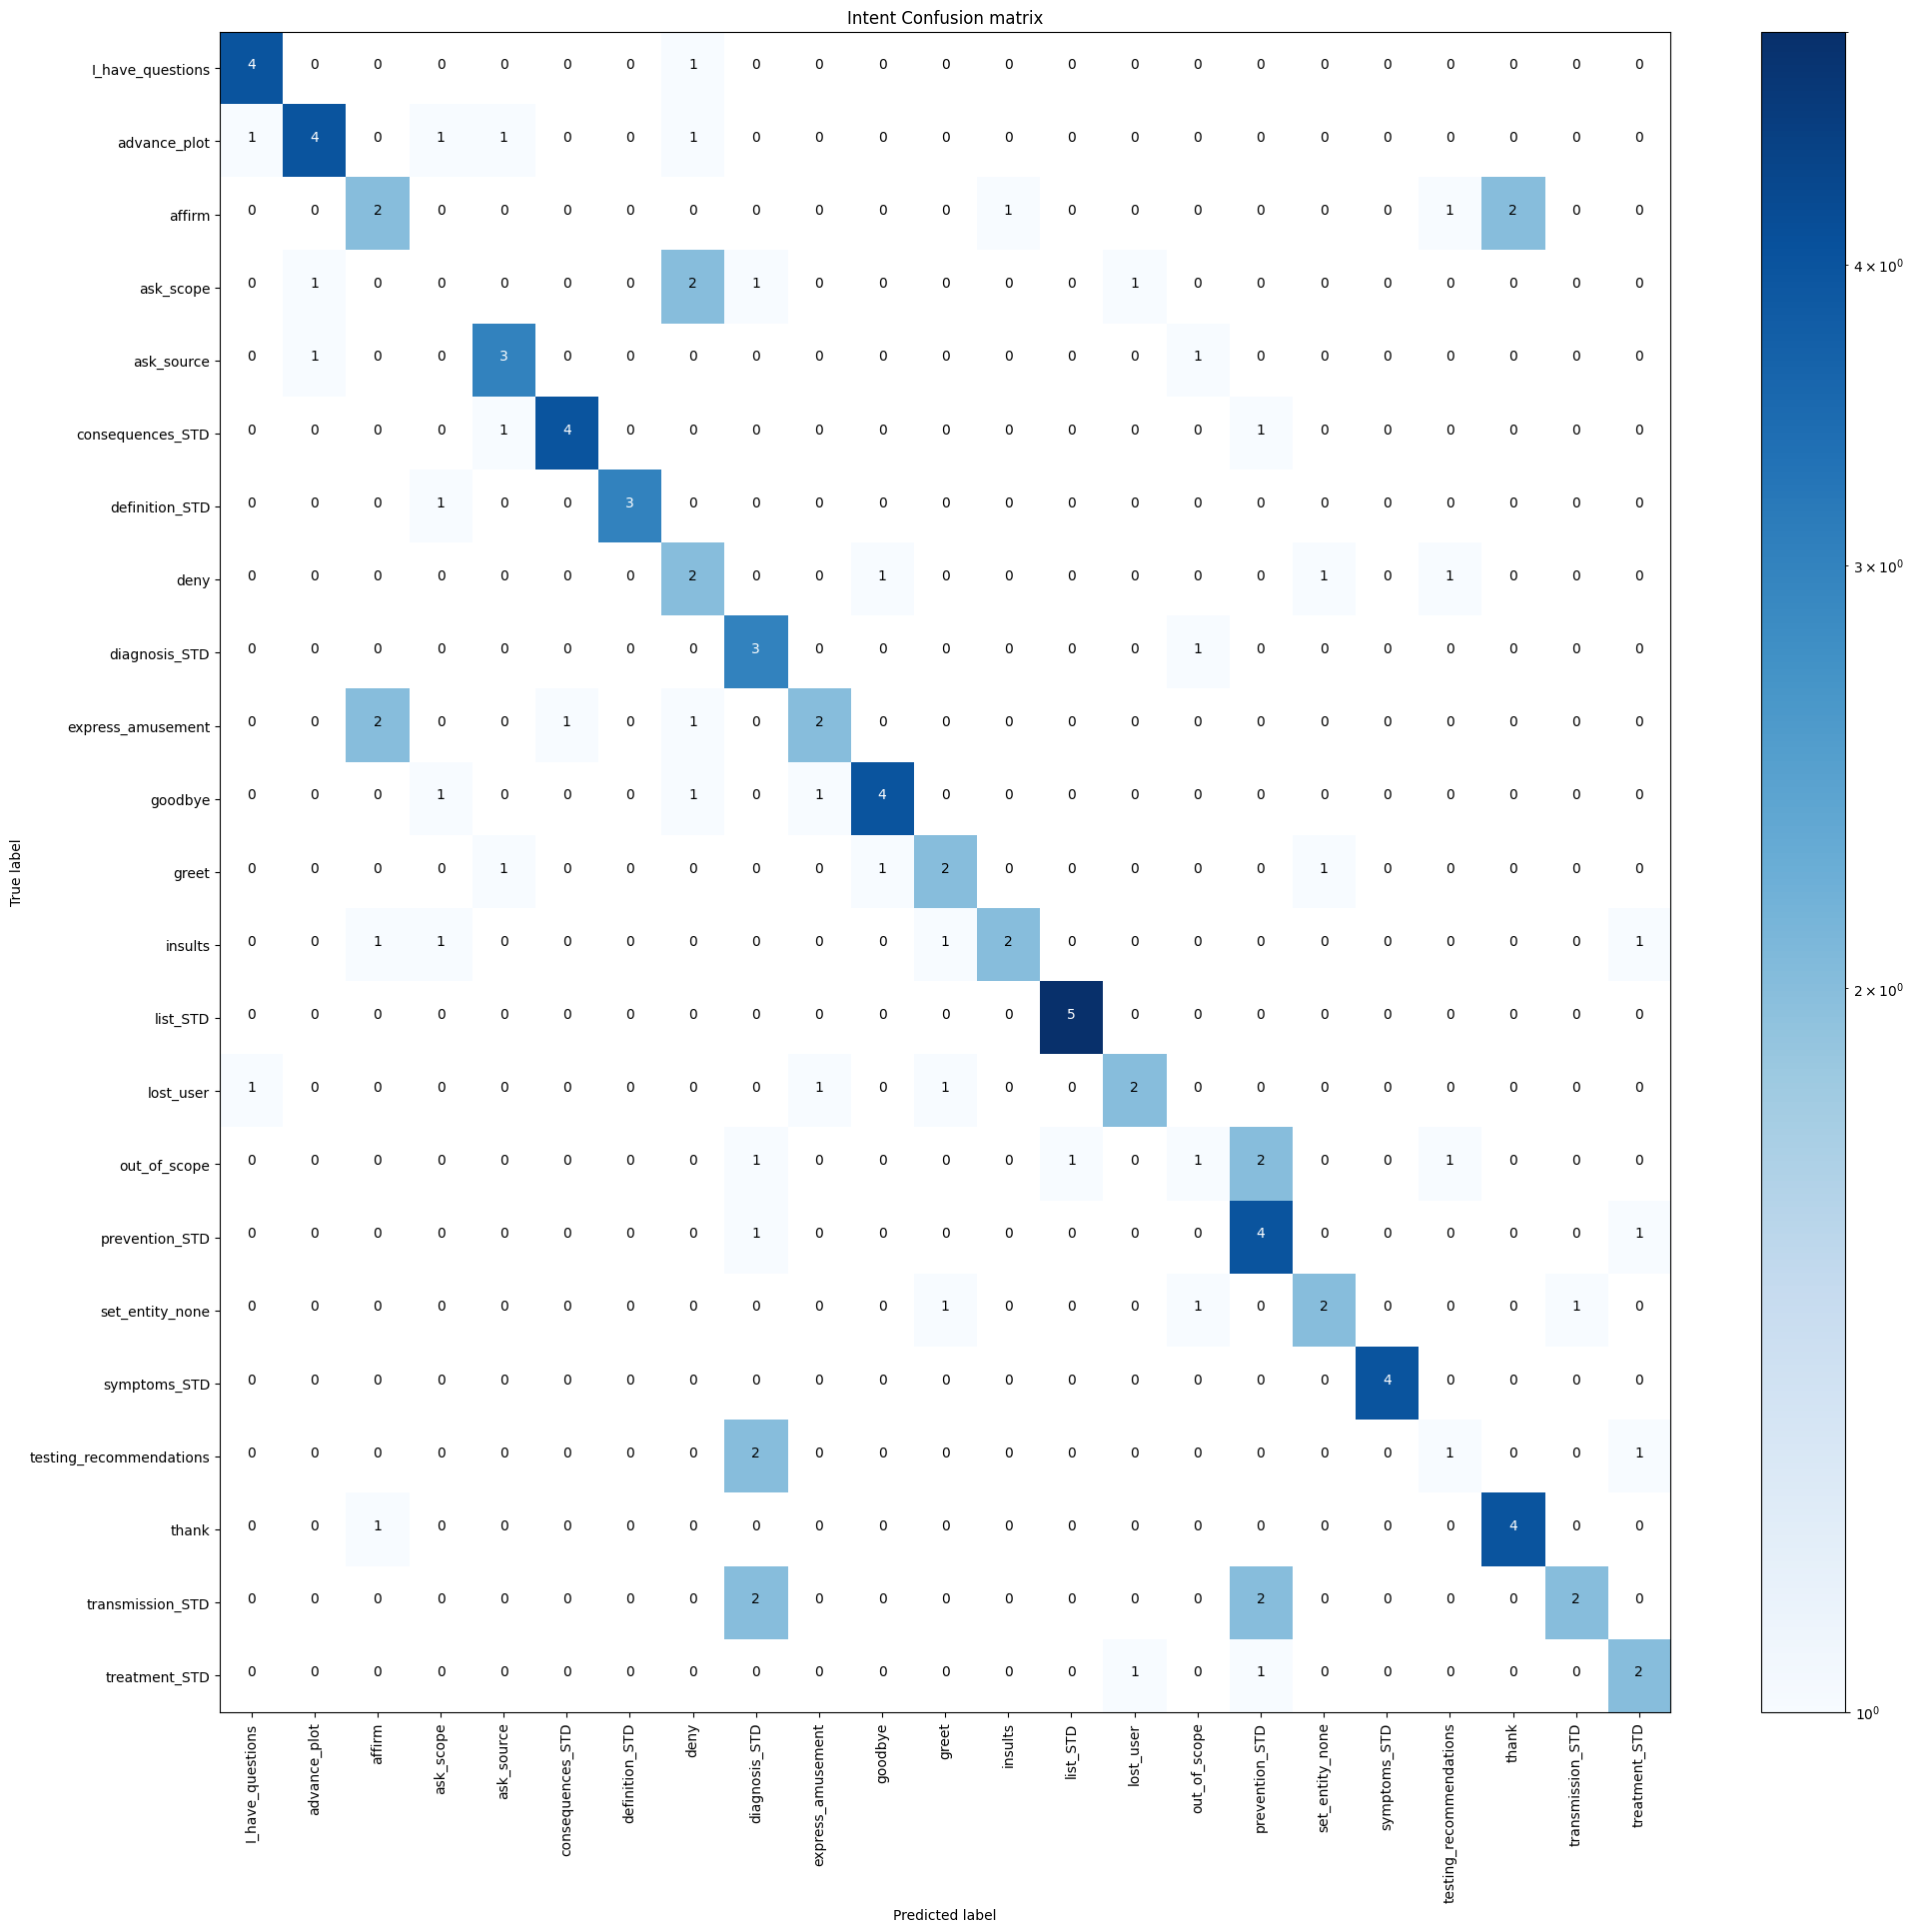 Intent Confusion matrix
I_have_questions 4 0 0 0 0 0 0 1 0 0 0 0 0 0 0 0 0 0 0 0 0 0 0
advance_plot 1 4 0 1 1 0 0 1 0 0 0 0 0 0 0 0 0 0 0 0 0 0 0
affirm 0 0 2 0 0 0 0 0 0 0 0 0 1 0 0 0 0 0 0 1 2 0 0
ask_scope 0 1 0 0 0 0 0 2 1 0 0 0 0 0 1 0 0 0 0 0 0 0 0
4 × 10⁰
ask_source 0 1 0 0 3 0 0 0 0 0 0 0 0 0 0 1 0 0 0 0 0 0 0
consequences_STD 0 0 0 0 1 4 0 0 0 0 0 0 0 0 0 0 1 0 0 0 0 0 0
definition_STD 0 0 0 1 0 0 3 0 0 0 0 0 0 0 0 0 0 0 0 0 0 0 0
3 × 10⁰
deny 0 0 0 0 0 0 0 2 0 0 1 0 0 0 0 0 0 1 0 1 0 0 0
diagnosis_STD 0 0 0 0 0 0 0 0 3 0 0 0 0 0 0 1 0 0 0 0 0 0 0
express_amusement 0 0 2 0 0 1 0 1 0 2 0 0 0 0 0 0 0 0 0 0 0 0 0
goodbye 0 0 0 1 0 0 0 1 0 1 4 0 0 0 0 0 0 0 0 0 0 0 0
True label
greet 0 0 0 0 1 0 0 0 0 0 1 2 0 0 0 0 0 1 0 0 0 0 0
insults 0 0 1 1 0 0 0 0 0 0 0 1 2 0 0 0 0 0 0 0 0 0 1
2 × 10⁰
list_STD 0 0 0 0 0 0 0 0 0 0 0 0 0 5 0 0 0 0 0 0 0 0 0
lost_user 1 0 0 0 0 0 0 0 0 1 0 1 0 0 2 0 0 0 0 0 0 0 0
out_of_scope 0 0 0 0 0 0 0 0 1 0 0 0 0 1 0 1 2 0 0 1 0 0 0
prevention_STD 0 0 0 0 0 0 0 0 1 0 0 0 0 0 0 0 4 0 0 0 0 0 1
set_entity_none 0 0 0 0 0 0 0 0 0 0 0 1 0 0 0 1 0 2 0 0 0 1 0
symptoms_STD 0 0 0 0 0 0 0 0 0 0 0 0 0 0 0 0 0 0 4 0 0 0 0
testing_recommendations 0 0 0 0 0 0 0 0 2 0 0 0 0 0 0 0 0 0 0 1 0 0 1
thank 0 0 1 0 0 0 0 0 0 0 0 0 0 0 0 0 0 0 0 0 4 0 0
transmission_STD 0 0 0 0 0 0 0 0 2 0 0 0 0 0 0 0 2 0 0 0 0 2 0
treatment_STD 0 0 0 0 0 0 0 0 0 0 0 0 0 0 1 0 1 0 0 0 0 0 2
10⁰
I_have_questions
advance_plot
affirm
ask_scope
ask_source
consequences_STD
definition_STD
deny
diagnosis_STD
express_amusement
goodbye
greet
insults
list_STD
lost_user
out_of_scope
prevention_STD
set_entity_none
symptoms_STD
testing_recommendations
thank
transmission_STD
treatment_STD
Predicted label